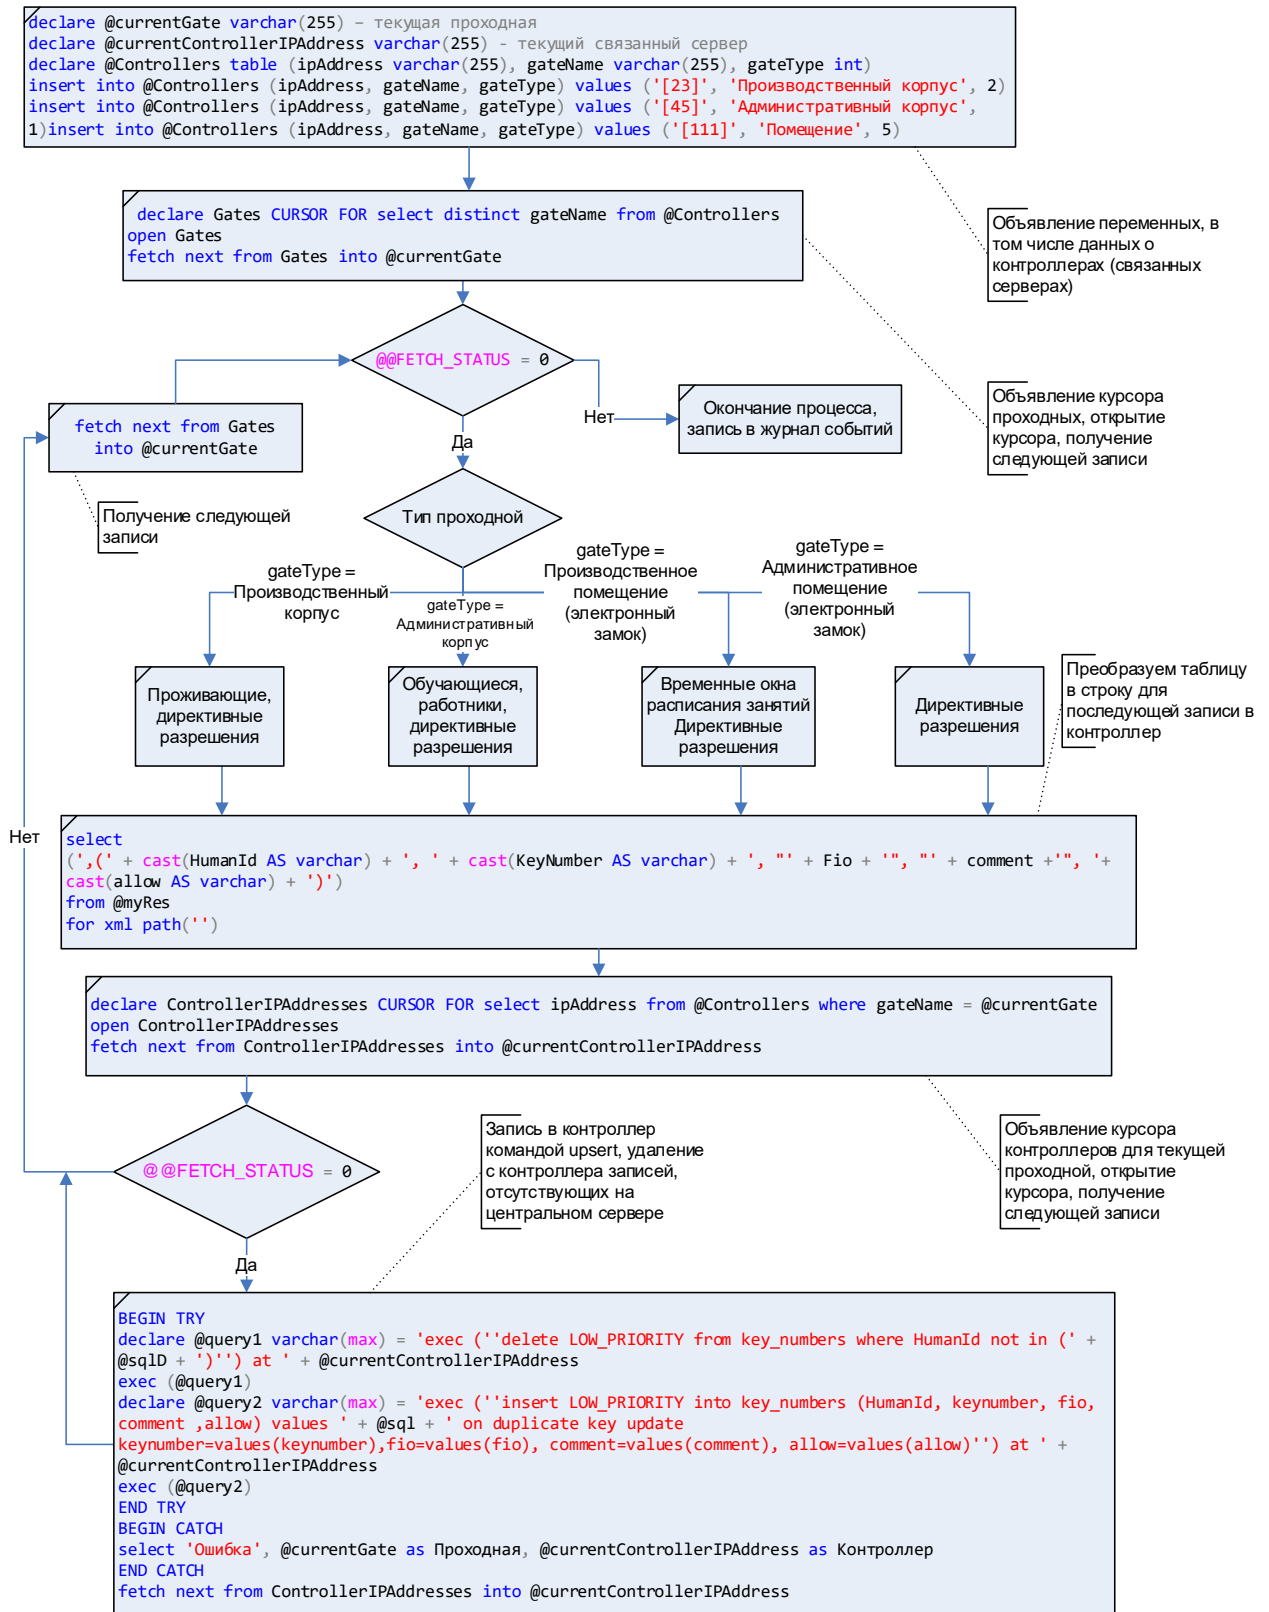 declare @currentGate varchar(255) – текущая проходная
declare @currentControllerIPAddress varchar(255) - текущий связанный сервер
declare @Controllers table (ipAddress varchar(255), gateName varchar(255), gateType int)
insert into @Controllers (ipAddress, gateName, gateType) values ('[23]', 'Производственный корпус', 2)
insert into @Controllers (ipAddress, gateName, gateType) values ('[45]', 'Административный корпус',
1)insert into @Controllers (ipAddress, gateName, gateType) values ('[111]', 'Помещение', 5)
declare Gates CURSOR FOR select distinct gateName from @Controllers
open Gates
fetch next from Gates into @currentGate
Объявление переменных, в
том числе данных о
контроллерах (связанных
серверах)
@@FETCH_STATUS = 0
Нет
Окончание процесса,
запись в журнал событий
Объявление курсора
проходных, открытие
курсора, получение
следующей записи
fetch next from Gates
into @currentGate
Да
Получение следующей
записи
Тип проходной
gateType =
Производственный
корпус
gateType =
Административный
корпус
gateType =
Производственное
помещение
(электронный
замок)
gateType =
Административное
помещение
(электронный
замок)
Проживающие,
директивные
разрешения
Обучающиеся,
работники,
директивные
разрешения
Временные окна
расписания занятий
Директивные
разрешения
Директивные
разрешения
Преобразуем таблицу
в строку для
последующей записи в
контроллер
Нет
select
(',(' + cast(HumanId AS varchar) + ', ' + cast(KeyNumber AS varchar) + ', "' + Fio + '", "' + comment +'", '+
cast(allow AS varchar) + ')')
from @myRes
for xml path('')
declare ControllerIPAddresses CURSOR FOR select ipAddress from @Controllers where gateName = @currentGate
open ControllerIPAddresses
fetch next from ControllerIPAddresses into @currentControllerIPAddress
@@FETCH_STATUS = 0
Запись в контроллер
командой upsert, удаление
с контроллера записей,
отсутствующих на
центральном сервере
Объявление курсора
контроллеров для текущей
проходной, открытие
курсора, получение
следующей записи
Да
BEGIN TRY
declare @query1 varchar(max) = 'exec (''delete LOW_PRIORITY from key_numbers where HumanId not in (' +
@sqlD + ')'') at ' + @currentControllerIPAddress
exec (@query1)
declare @query2 varchar(max) = 'exec (''insert LOW_PRIORITY into key_numbers (HumanId, keynumber, fio,
comment ,allow) values ' + @sql + ' on duplicate key update
keynumber=values(keynumber),fio=values(fio), comment=values(comment), allow=values(allow)'') at ' +
@currentControllerIPAddress
exec (@query2)
END TRY
BEGIN CATCH
select 'Ошибка', @currentGate as Проходная, @currentControllerIPAddress as Контроллер
END CATCH
fetch next from ControllerIPAddresses into @currentControllerIPAddress